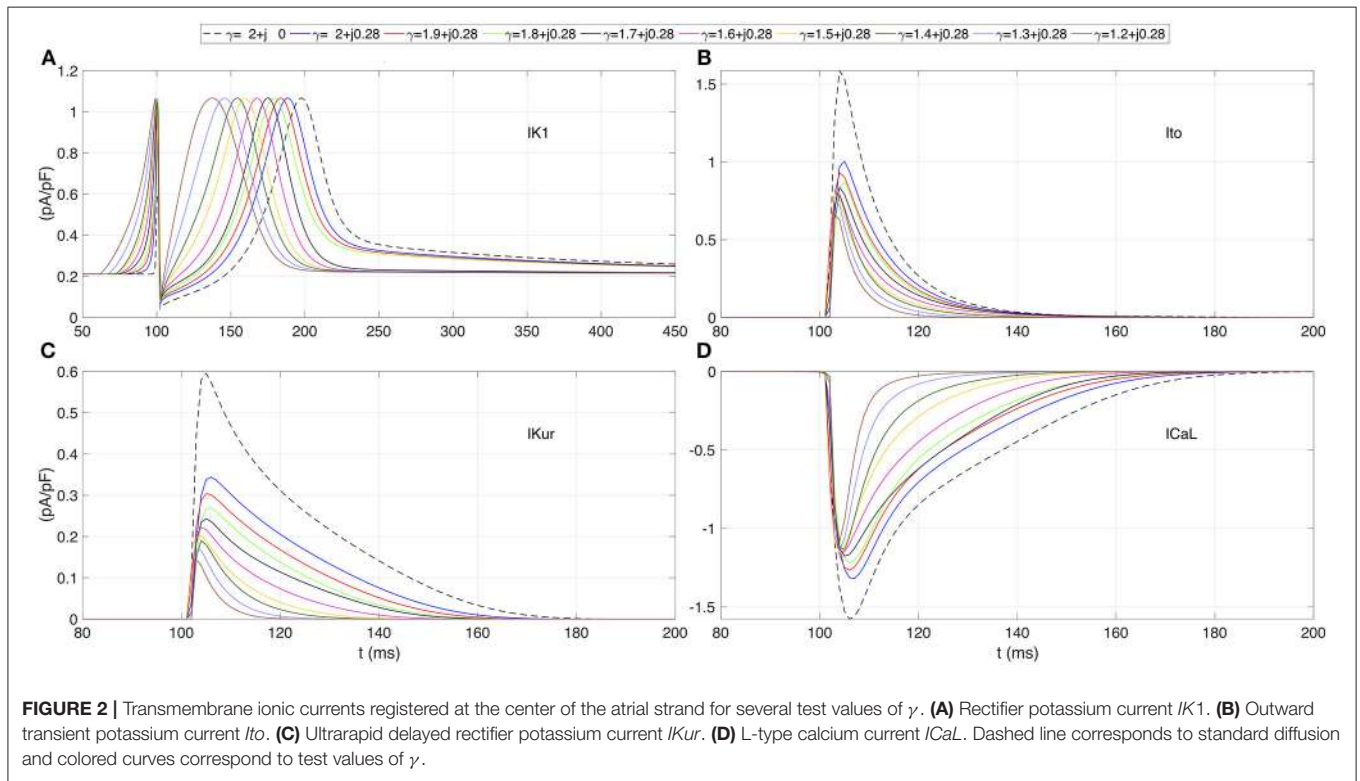 γ= 2+j 0 γ= 2+j0.28 γ=1.9+j0.28 γ=1.8+j0.28 γ=1.7+j0.28 γ=1.6+j0.28 γ=1.5+j0.28 γ=1.4+j0.28 γ=1.3+j0.28 γ=1.2+j0.28
A
1.2
1
0.8
0.6
0.4
0.2
0
(pA/pF)
IK1
50 100 150 200 250 300 350 400 450
B
1.5
1
0.5
0
Ito
80 100 120 140 160 180 200
C
0.6
0.5
0.4
0.3
0.2
0.1
0
(pA/pF)
IKur
80 100 120 140 160 180 200
t (ms)
D
0
-0.5
-1
-1.5
ICaL
80 100 120 140 160 180 200
t (ms)
FIGURE 2 | Transmembrane ionic currents registered at the center of the atrial strand for several test values of γ. (A) Rectifier potassium current IK1. (B) Outward
transient potassium current Ito. (C) Ultrarapid delayed rectifier potassium current IKur. (D) L-type calcium current ICaL. Dashed line corresponds to standard diffusion
and colored curves correspond to test values of γ.